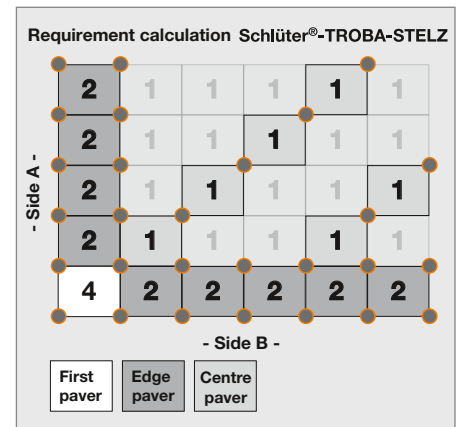 Requirement calculation Schlüter®-TROBA-STELZ
2 1 1 1 1 1
2 1 1 1 1 1
2 1 1 1 1 1
2 1 1 1 1 1
4 2 2 2 2 2
- Side A -
- Side B -
First
paver
Edge
paver
Centre
paver